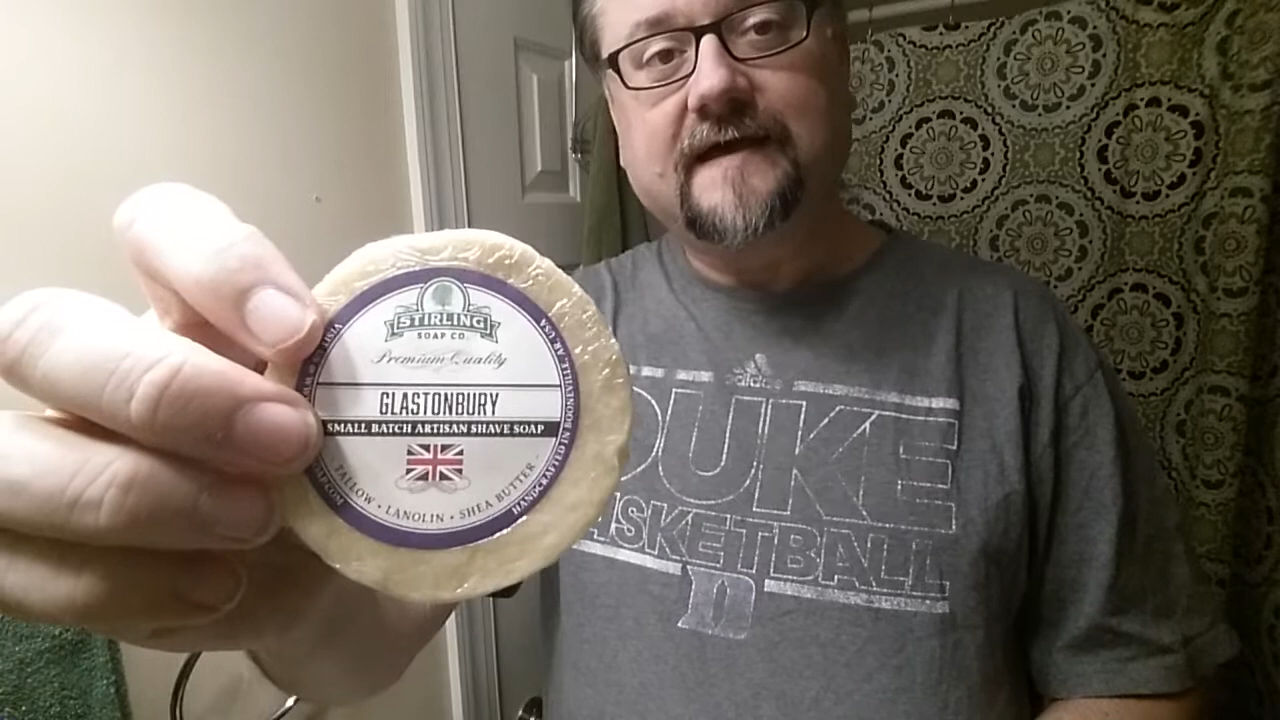 STIRLING
SOAP CO.
Premium Quality
GLASTONBURY
SMALL BATCH ARTISAN SHAVE SOAP
TALLOW • LANOLIN • SHEA BUTTER
HANDCRAFTED IN BOONEVILLE, AR, USA
VISIT
adidas
DUKE
BASKETBALL
D